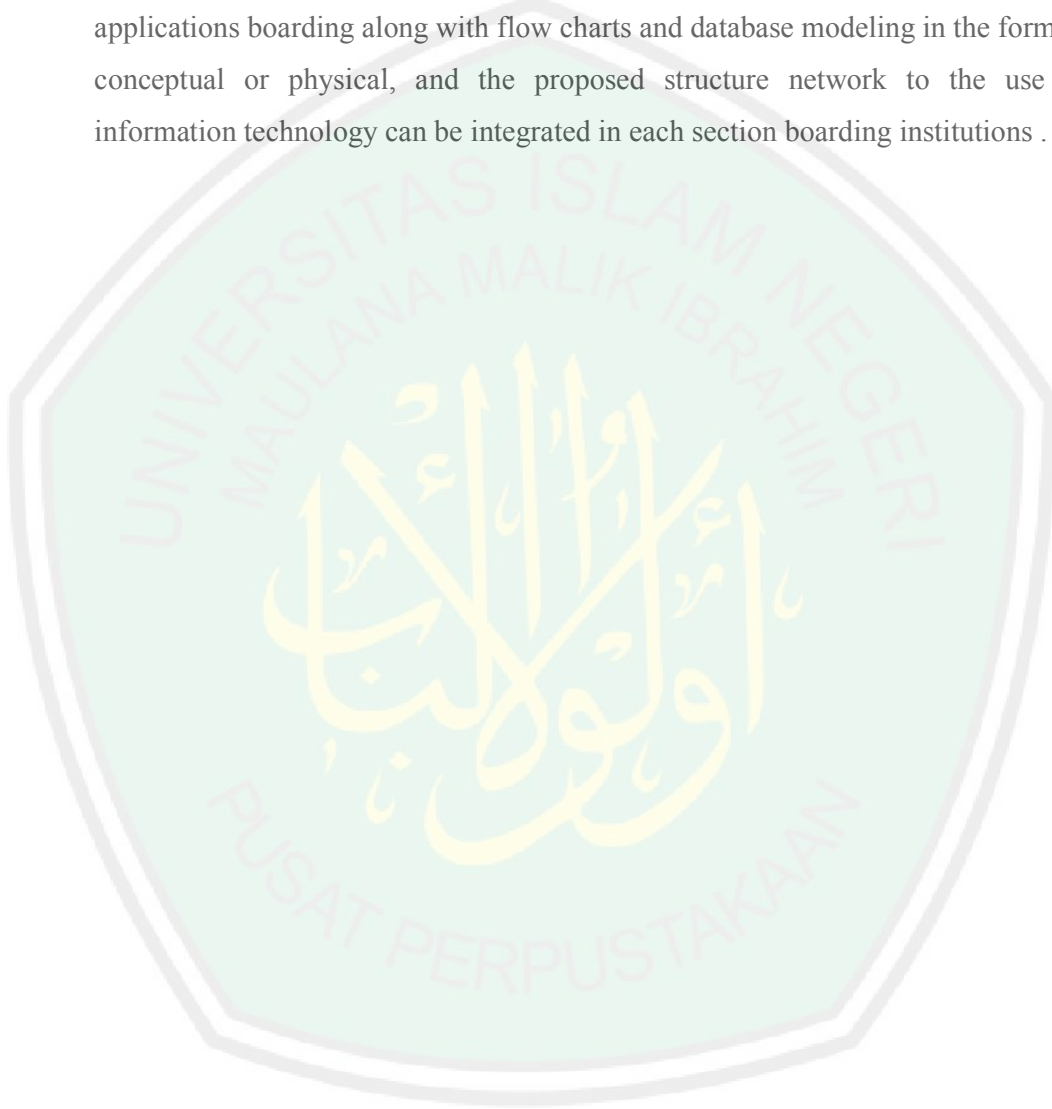 applications boarding along with flow charts and database modeling in the form
conceptual or physical, and the proposed structure network to the use
information technology can be integrated in each section boarding institutions .
UNIVERSITAS ISLAM NEGERI
MAULANA MALIK IBRAHIM
أولوا الألباب
PUSAT PERPUSTAKAAN